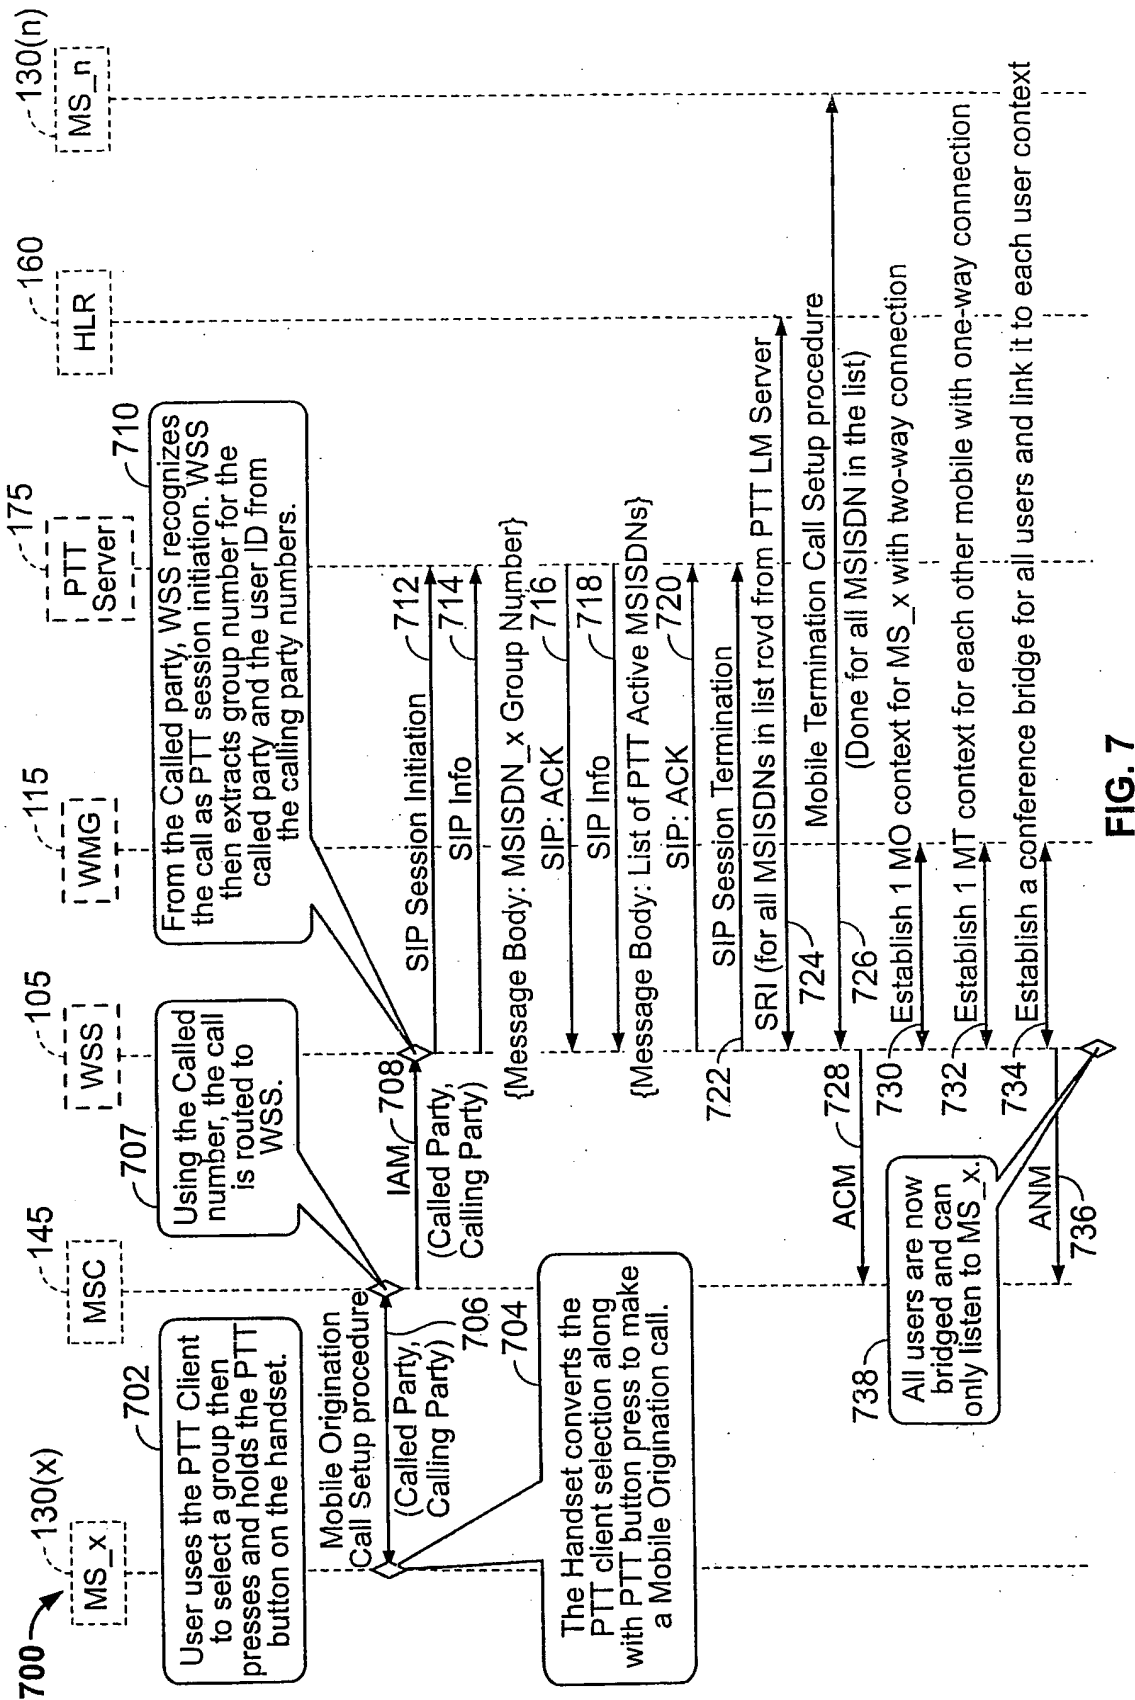 700
130(x)
MS_x
145
MSC
105
WSS
115
WMG
175
PTT
Server
160
HLR
130(n)
MS_n
702
User uses the PTT Client
to select a group then
presses and holds the PTT
button on the handset.
707
Using the Called
number, the call
is routed to
WSS.
710
From the Called party, WSS recognizes
the call as PTT session initiation. WSS
then extracts group number for the
called party and the user ID from
the calling party numbers.
Mobile Origination
Call Setup procedure
(Called Party,
Calling Party)
706
IAM
708
(Called Party,
Calling Party)
704
The Handset converts the
PTT client selection along
with PTT button press to make
a Mobile Origination call.
SIP Session Initiation
712
SIP Info
714
{Message Body: MSISDN_x Group Number}
SIP: ACK
716
SIP Info
718
{Message Body: List of PTT Active MSISDNs}
SIP: ACK
720
SIP Session Termination
722
SRI (for all MSISDNs in list rcvd from PTT LM Server
724
Mobile Termination Call Setup procedure
726
(Done for all MSISDN in the list)
ACM
728
730
Establish 1 MO context for MS_x with two-way connection
732
Establish 1 MT context for each other mobile with one-way connection
734
Establish a conference bridge for all users and link it to each user context
ANM
736
738
All users are now
bridged and can
only listen to MS_x.
FIG. 7